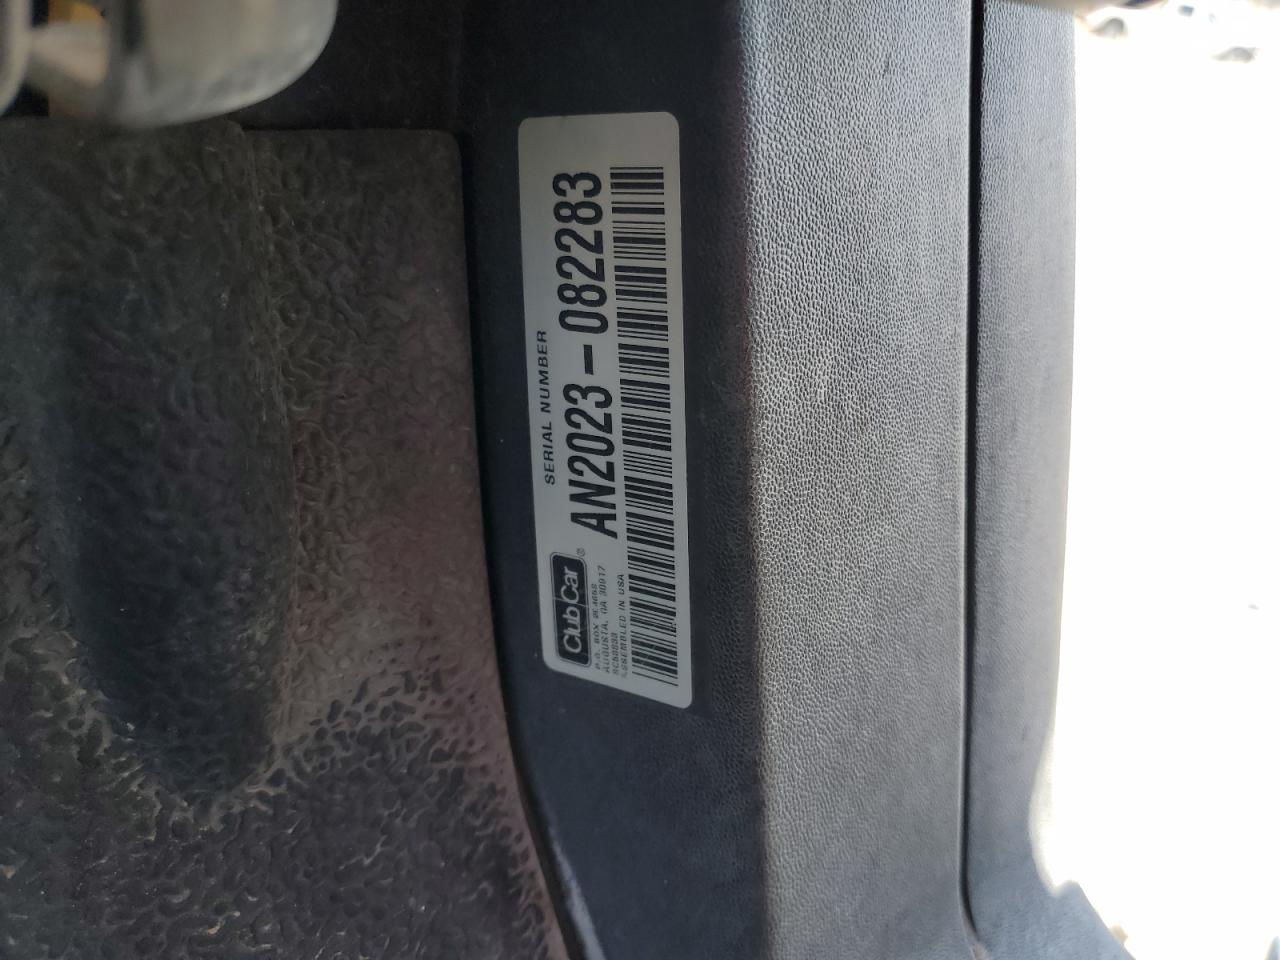 SERIAL NUMBER
AN2023-082283
Club Car®
P.O. BOX 204658
AUGUSTA, GA 30917
ASSEMBLED IN USA